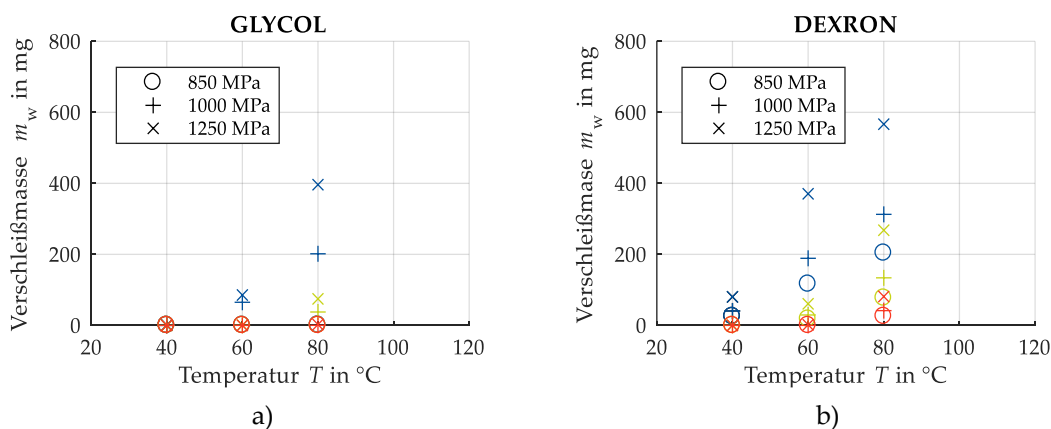 GLYCOL
Verschleißmasse m_w in mg
800
600
400
200
0
850 MPa
1000 MPa
1250 MPa
20 40 60 80 100 120
Temperatur T in °C
a)
DEXRON
Verschleißmase m_w in mg
800
600
400
200
0
850 MPa
1000 MPa
1250 MPa
20 40 60 80 100 120
Temperatur T in °C
b)